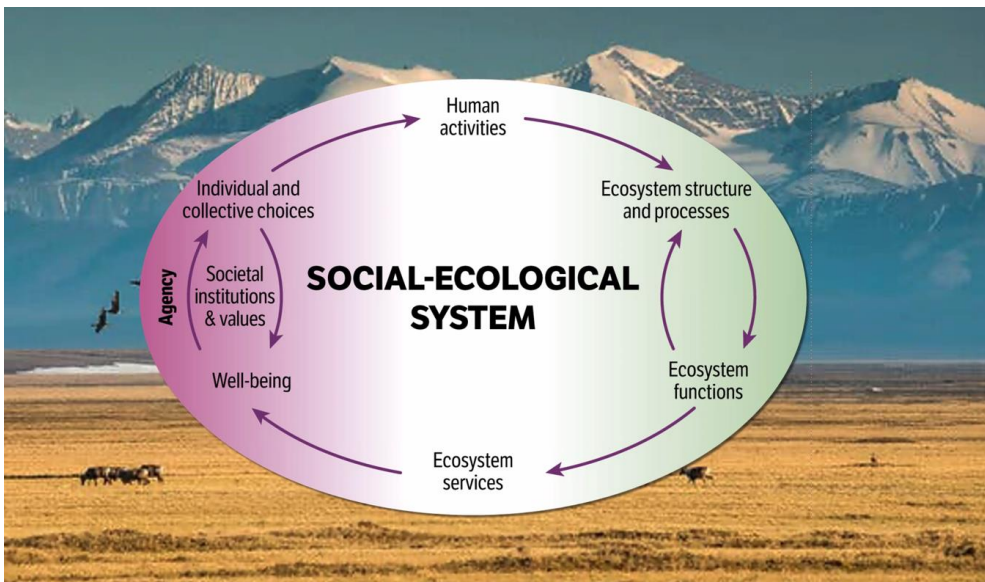 Human
activities
Individual and
collective choices
Ecosystem structure
and processes
Agency
Societal
institutions
& values
SOCIAL-ECOLOGICAL
SYSTEM
Well-being
Ecosystem
functions
Ecosystem
services